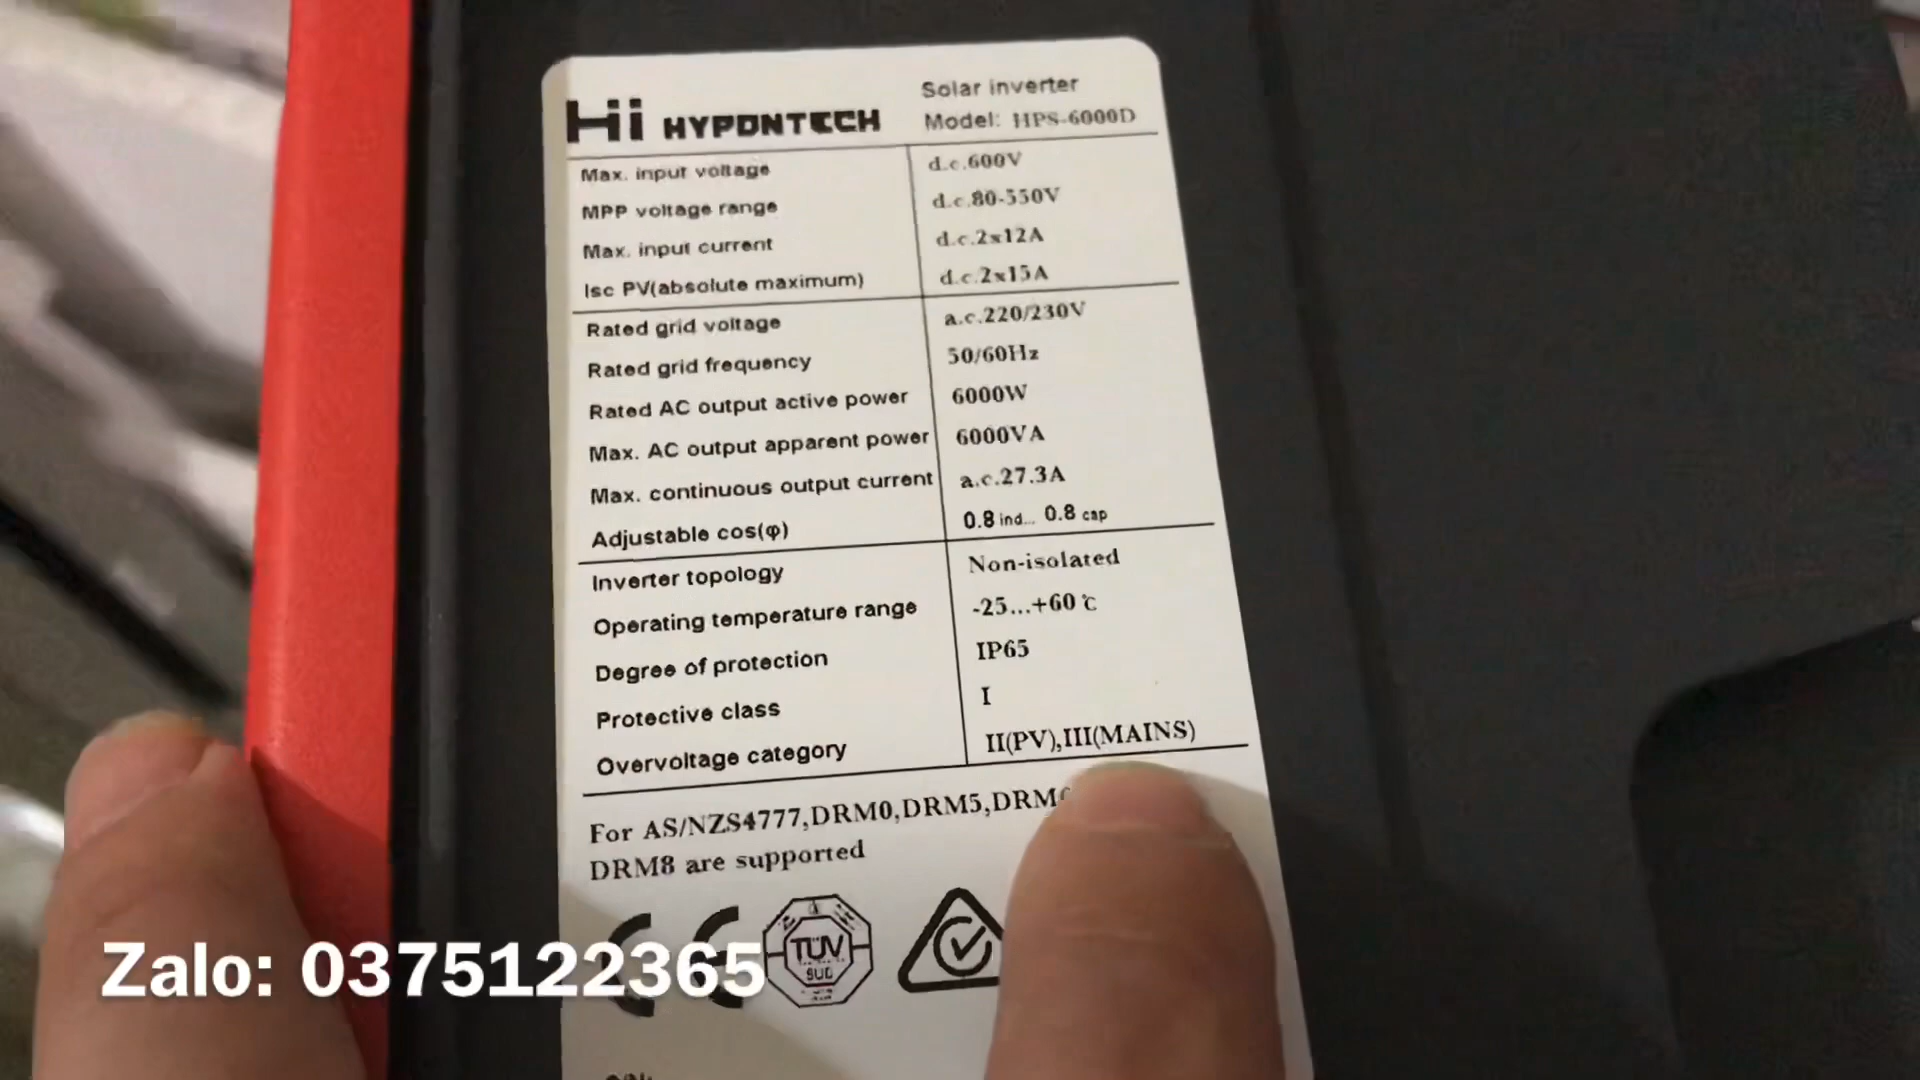 Hi HYPONTECH
Solar inverter
Model: HPS-6000D
Max. input voltage d.c.600V
MPP voltage range d.c.80-550V
Max. input current d.c.2x12A
Isc PV(absolute maximum) d.c.2x15A
Rated grid voltage a.c.220/230V
Rated grid frequency 50/60Hz
Rated AC output active power 6000W
Max. AC output apparent power 6000VA
Max. continuous output current a.c.27.3A
Adjustable cos(φ) 0.8 ind... 0.8 cap
Inverter topology Non-isolated
Operating temperature range -25...+60℃
Degree of protection IP65
Protective class I
Overvoltage category II(PV),III(MAINS)
For AS/NZS4777,DRM0,DRM5,DRM
DRM8 are supported
CE
TÜV
SUD
Zalo: 0375122365